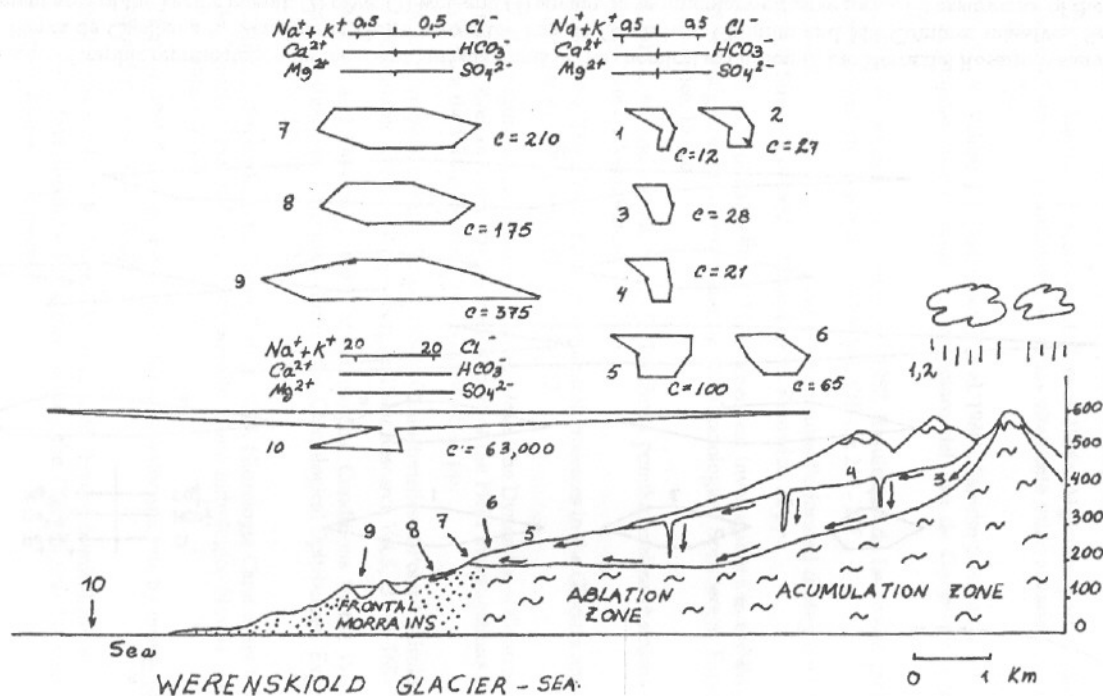 Na⁺+K⁺ 0,5 0,5 Cl⁻
Ca²⁺ HCO₃⁻
Mg²⁺ SO₄²⁻
Na⁺+K⁺ 0,5 0,5 Cl⁻
Ca²⁺ HCO₃⁻
Mg²⁺ SO₄²⁻
7 C=210
8 C=175
9 C=375
1 C=12
2 C=27
3 C=28
4 C=21
5 C=100
6 C=65
Na⁺+K⁺ 20 20 Cl⁻
Ca²⁺ HCO₃⁻
Mg²⁺ SO₄²⁻
10 C=63,000
1,2
10
9
8
7
6
5
4
3
600
500
400
300
200
100
0
FRONTAL
MORRAINS
ABLATION
ZONE
ACUMULATION ZONE
Sea
0 1 Km
WERENSKIOLD GLACIER - SEA.